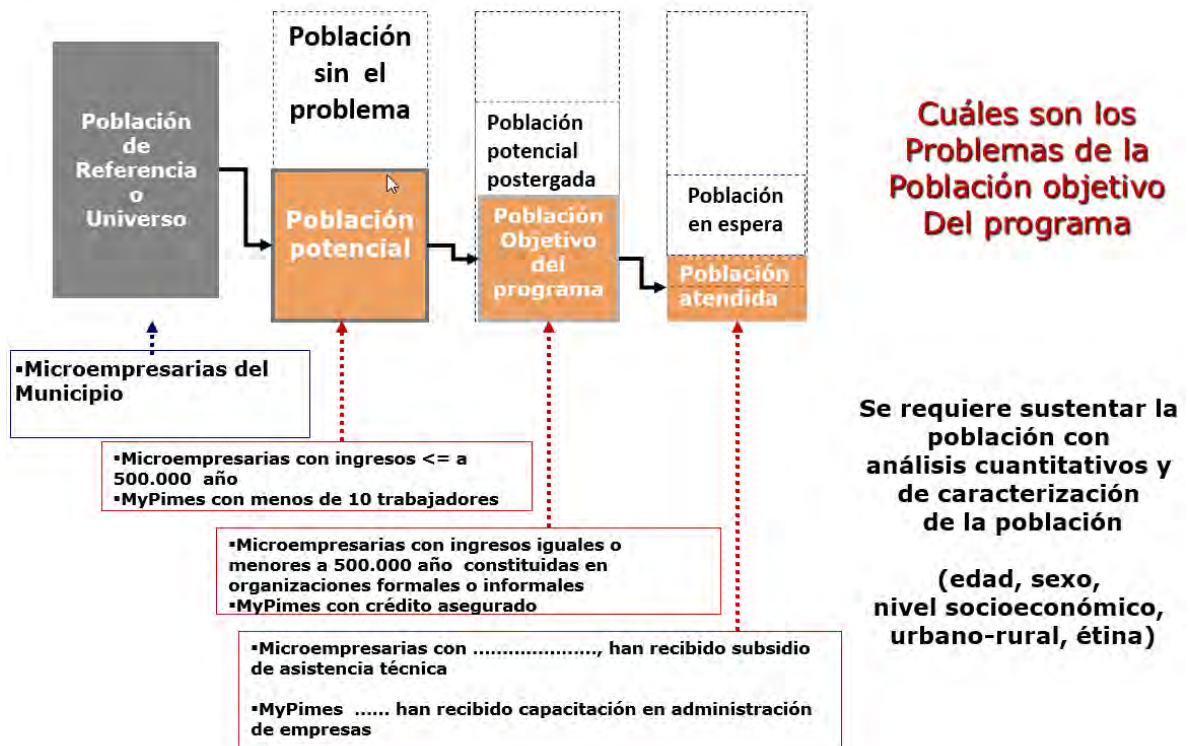 Población
de
Referencia
o
Universo
Población
sin el
problema
Población
potencial
Población
potencial
postergada
Población
Objetivo
del
programa
Población
en espera
Población
atendida
Cuáles son los
Problemas de la
Población objetivo
Del programa
▪Microempresarias del
Municipio
▪Microempresarias con ingresos <= a
500.000 año
▪MyPimes con menos de 10 trabajadores
▪Microempresarias con ingresos iguales o
menores a 500.000 año constituidas en
organizaciones formales o informales
▪MyPimes con crédito asegurado
▪Microempresarias con ....................., han recibido subsidio
de asistencia técnica
▪MyPimes ...... han recibido capacitación en administración
de empresas
Se requiere sustentar la
población con
análisis cuantitativos y
de caracterización
de la población
(edad, sexo,
nivel socioeconómico,
urbano-rural, étina)